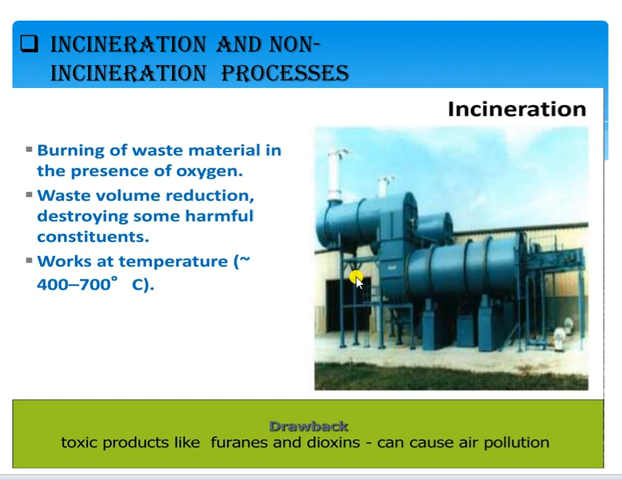 INCINERATION AND NON-
INCINERATION PROCESSES
Incineration
Burning of waste material in
the presence of oxygen.
Waste volume reduction,
destroying some harmful
constituents.
Works at temperature (~
400–700° C).
Drawback
toxic products like furanes and dioxins - can cause air pollution